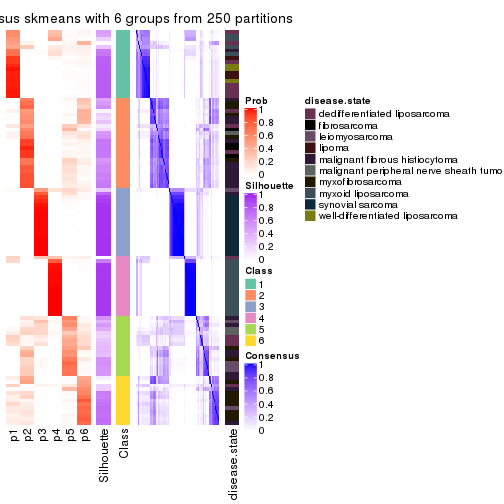 sus skmeans with 6 groups from 250 partitions
Prob
1
0.8
0.6
0.4
0.2
0
Silhouette
1
0.8
0.6
0.4
0.2
0
Class
1
2
3
4
5
6
Consensus
1
0.8
0.6
0.4
0.2
0
disease.state
dedifferentiated liposarcoma
fibrosarcoma
leiomyosarcoma
lipoma
malignant fibrous histiocytoma
malignant peripheral nerve sheath tumo
myxofibrosarcoma
myxoid liposarcoma
synovial sarcoma
well-differentiated liposarcoma
p1
p2
p3
p4
p5
p6
Silhouette
Class
disease.state